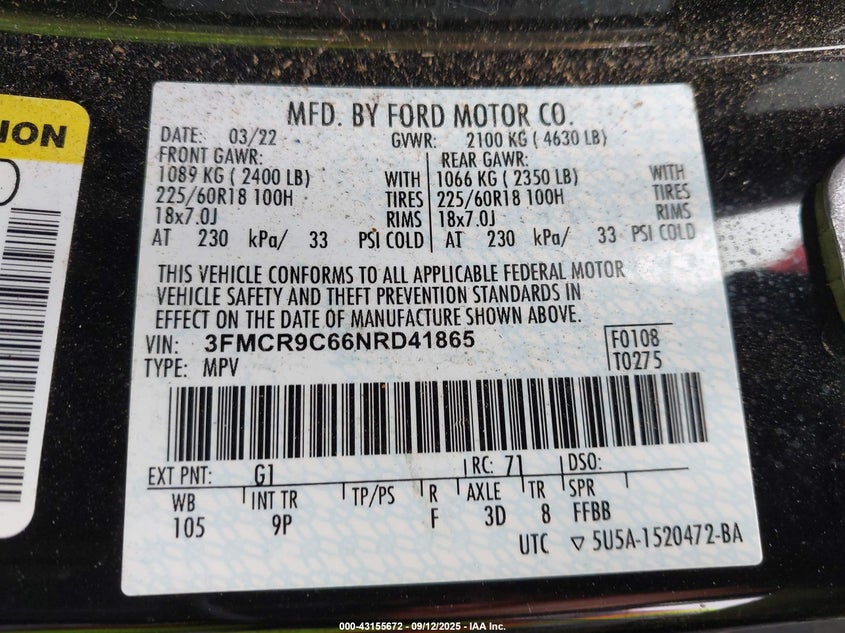 ION
MFD. BY FORD MOTOR CO.
DATE: 03/22 GVWR: 2100 KG ( 4630 LB)
FRONT GAWR: REAR GAWR:
1089 KG ( 2400 LB) WITH 1066 KG ( 2350 LB) WITH
225/60R18 100H TIRES 225/60R18 100H TIRES
18x7.0J RIMS 18x7.0J RIMS
AT 230 kPa/ 33 PSI COLD AT 230 kPa/ 33 PSI COLD
THIS VEHICLE CONFORMS TO ALL APPLICABLE FEDERAL MOTOR
VEHICLE SAFETY AND THEFT PREVENTION STANDARDS IN
EFFECT ON THE DATE OF MANUFACTURE SHOWN ABOVE.
VIN: 3FMCR9C66NRD41865 F0108
TYPE: MPV T0275
EXT PNT: G1 RC: 71 DSO:
WB INT TR TP/PS R AXLE TR SPR
105 9P F 3D 8 FFBB
UTC ▽ 5U5A-1520472-BA
000-43155672 - 09/12/2025 - IAA Inc.